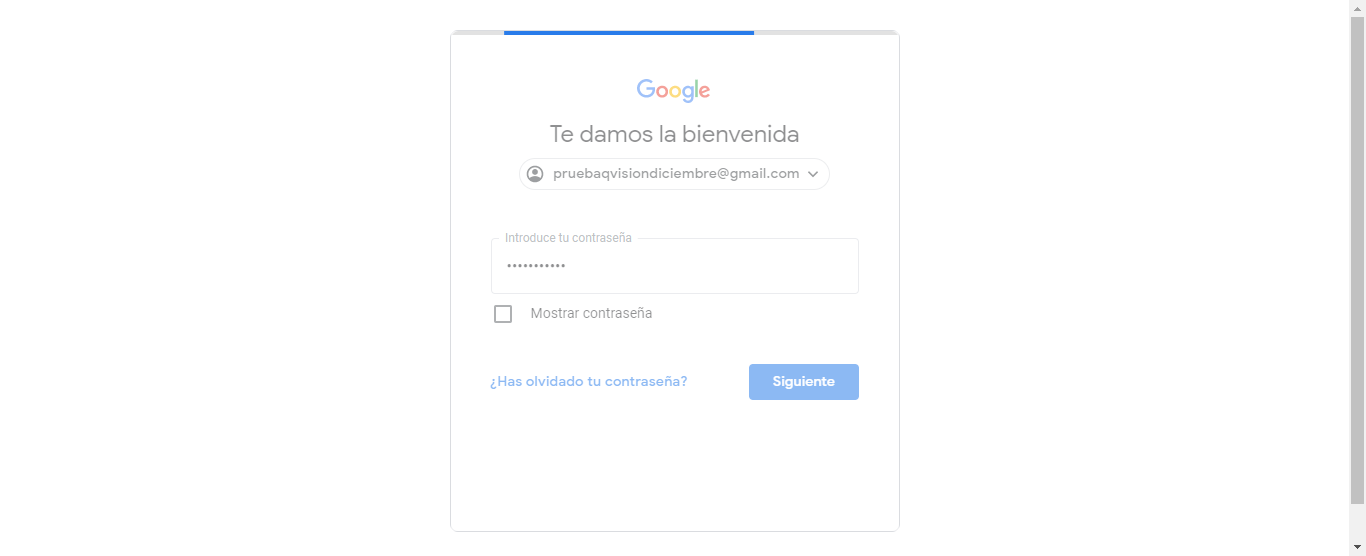 Google
Te damos la bienvenida
pruebaqvisiondiciembre@gmail.com
Introduce tu contraseña
•••••••••••
Mostrar contraseña
¿Has olvidado tu contraseña?
Siguiente